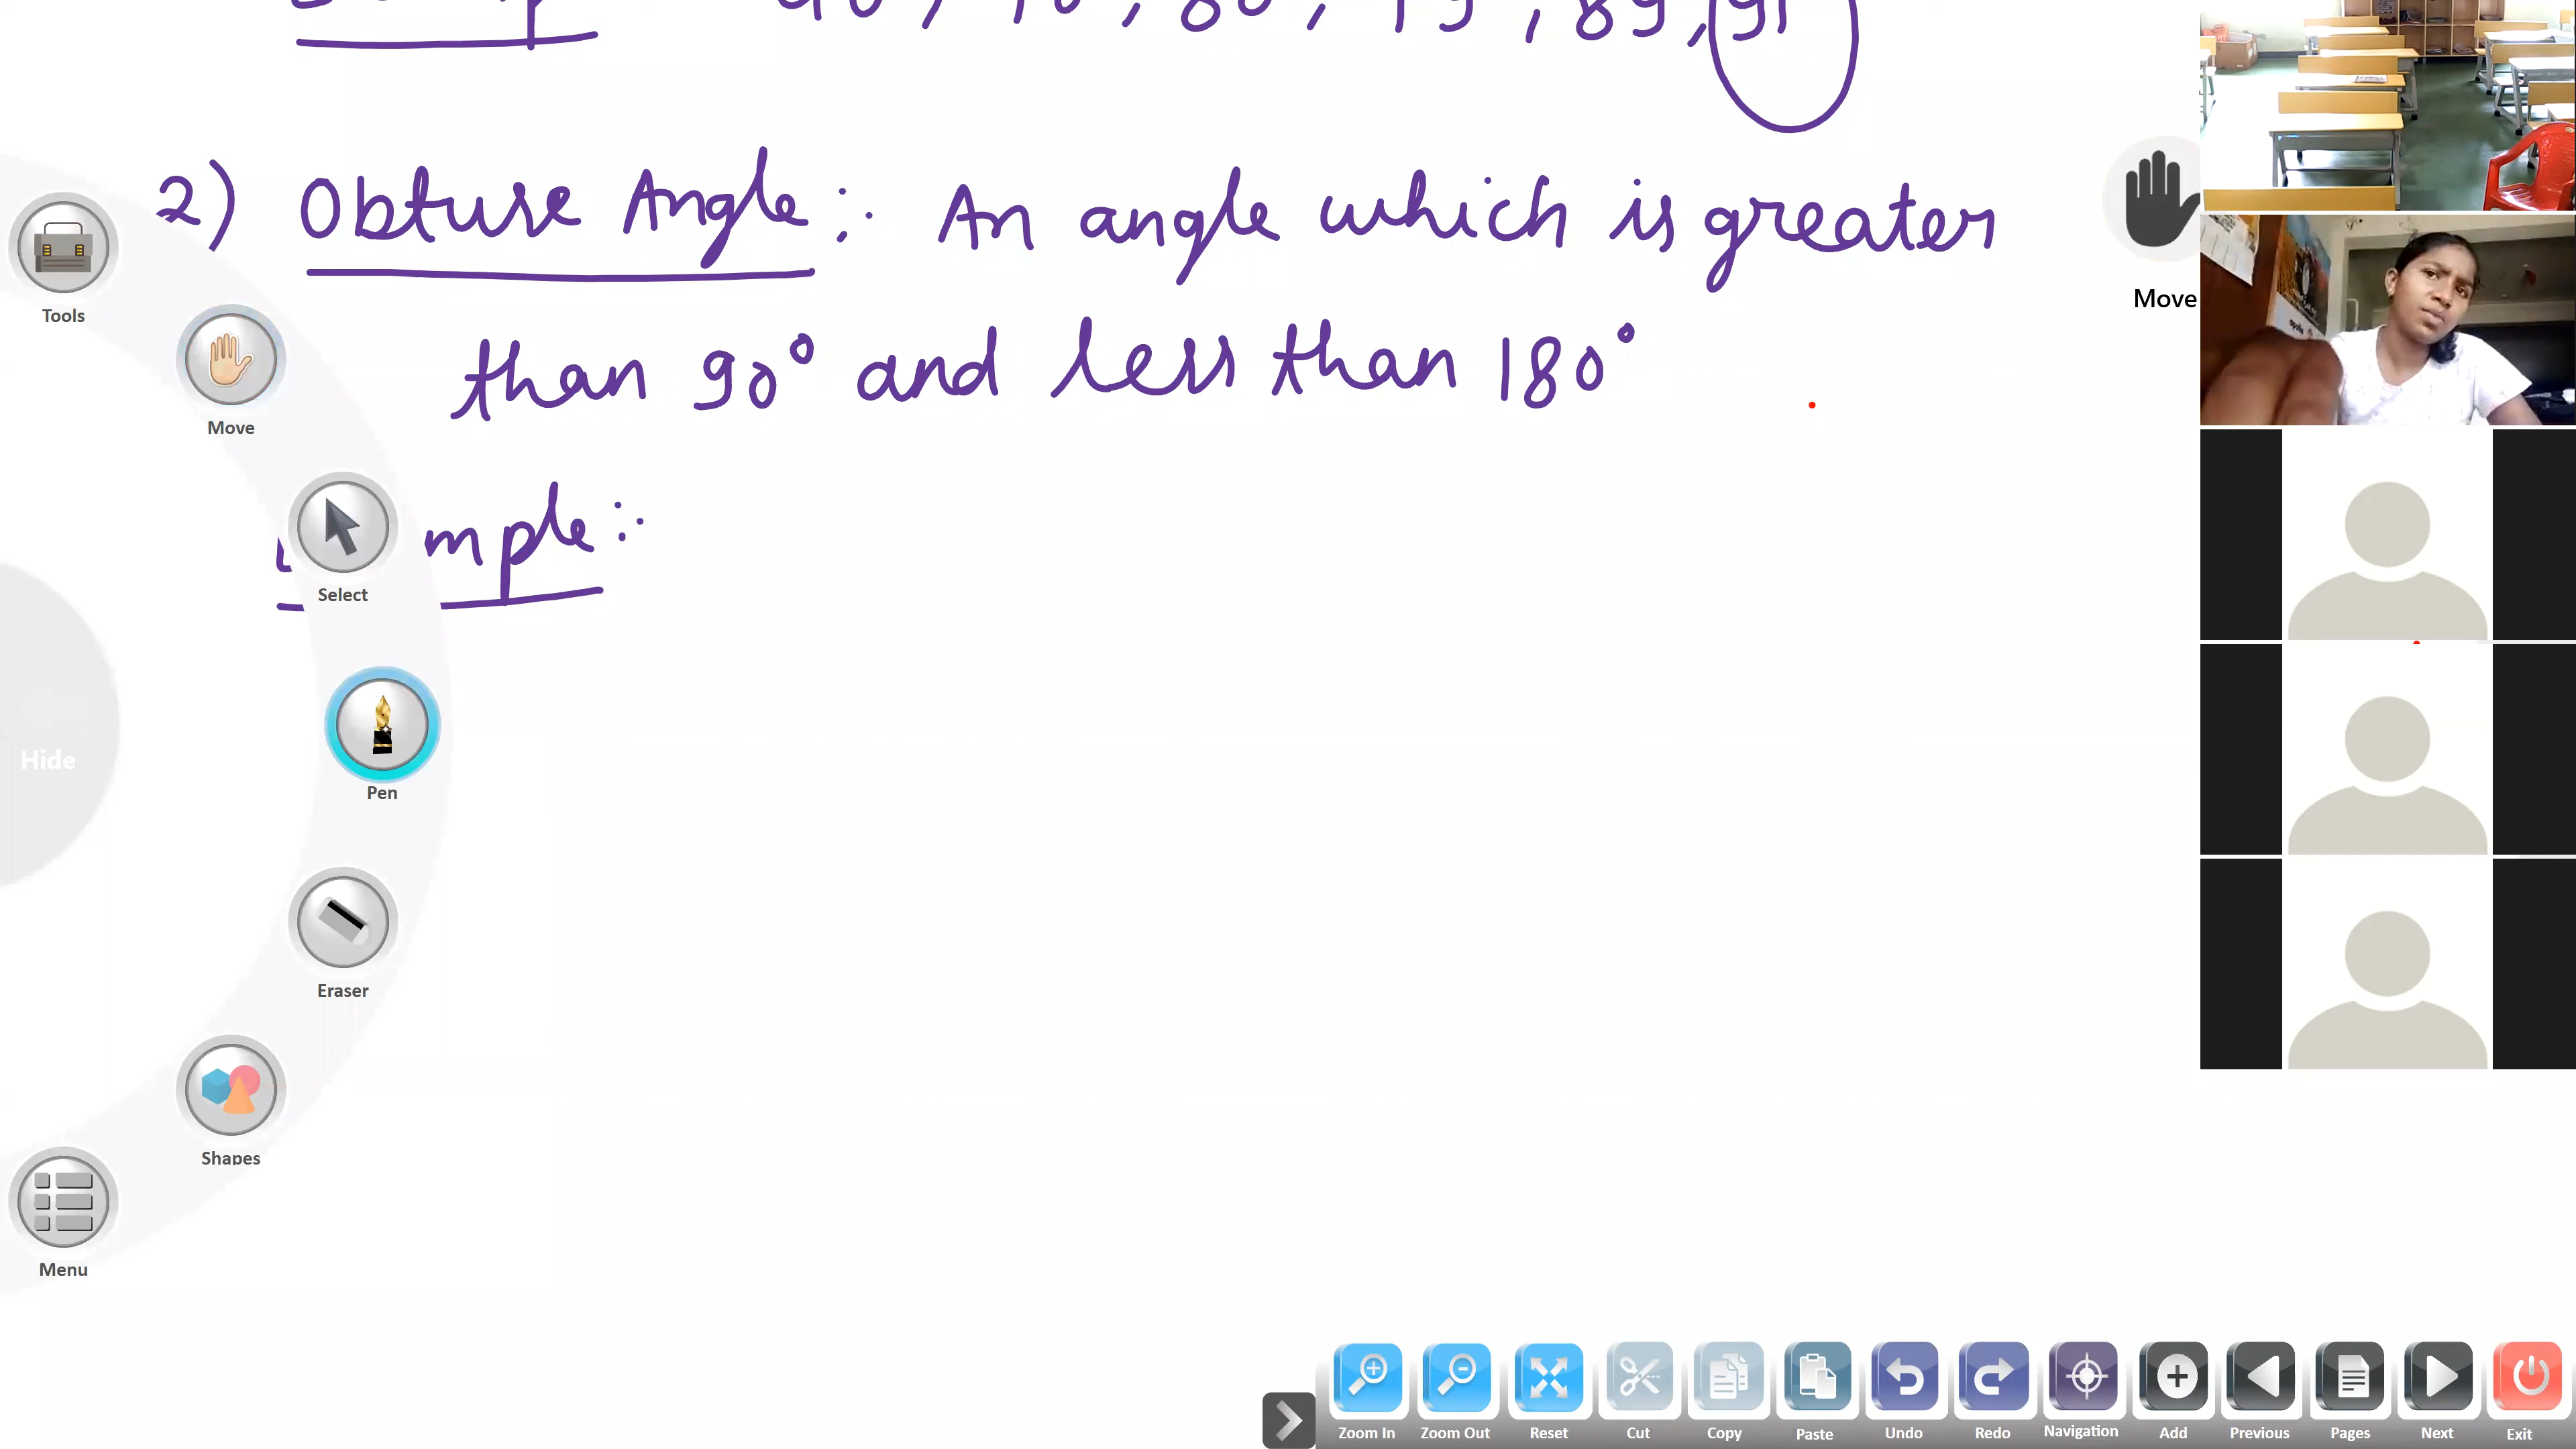 2) Obtuse Angle :- An angle which is greater
than 90° and less than 180°
mple :-
Tools
Move
Select
Hide
Pen
Eraser
Shapes
Menu
Move
Zoom In Zoom Out Reset Cut Copy Paste Undo Redo Navigation Add Previous Pages Next Exit